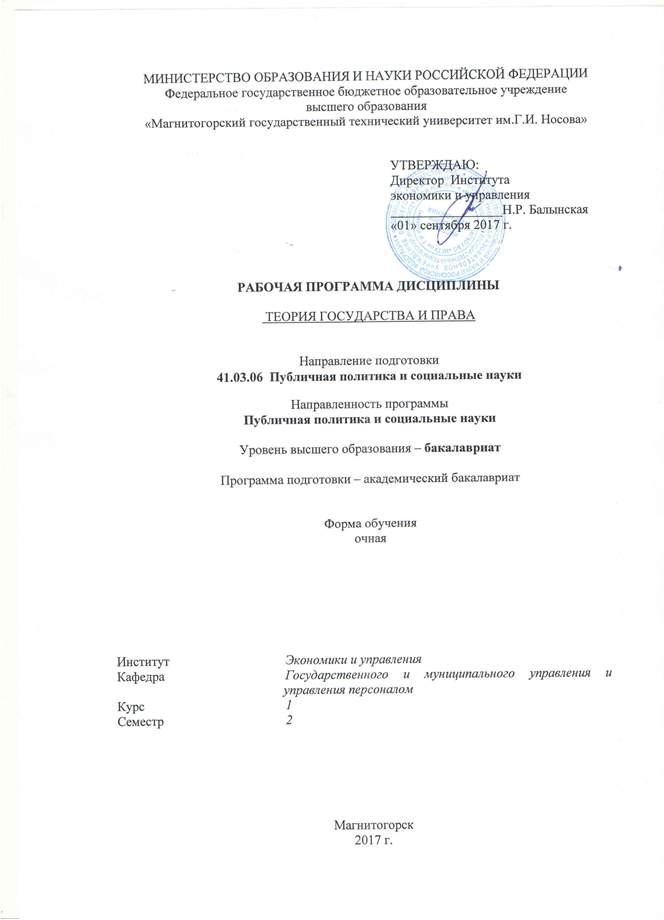 МИНИСТЕРСТВО ОБРАЗОВАНИЯ И НАУКИ РОССИЙСКОЙ ФЕДЕРАЦИИ
Федеральное государственное бюджетное образовательное учреждение
высшего образования
«Магнитогорский государственный технический университет им.Г.И. Носова»
УТВЕРЖДАЮ:
Директор Института
экономики и управления
Н.Р. Балынская
«01» сентября 2017 г.
РАБОЧАЯ ПРОГРАММА ДИСЦИПЛИНЫ
ТЕОРИЯ ГОСУДАРСТВА И ПРАВА
Направление подготовки
41.03.06 Публичная политика и социальные науки
Направленность программы
Публичная политика и социальные науки
Уровень высшего образования – бакалавриат
Программа подготовки – академический бакалавриат
Форма обучения
очная
Институт Экономики и управления
Кафедра Государственного и муниципального управления и
управления персоналом
Курс 1
Семестр 2
Магнитогорск
2017 г.